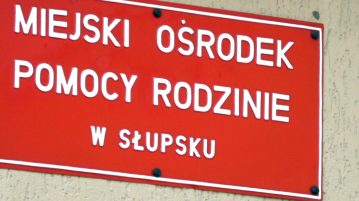 MIEJSKI OŚRODEK
POMOCY RODZINIE
W SŁUPSKU